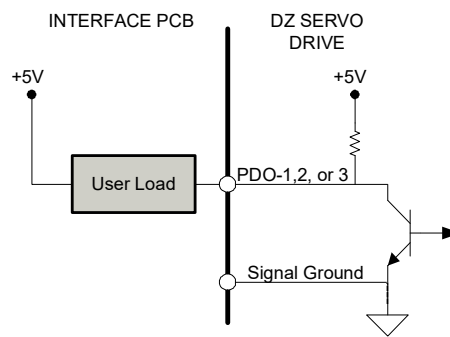 INTERFACE PCB
DZ SERVO
DRIVE
+5V
+5V
User Load
PDO-1,2, or 3
Signal Ground